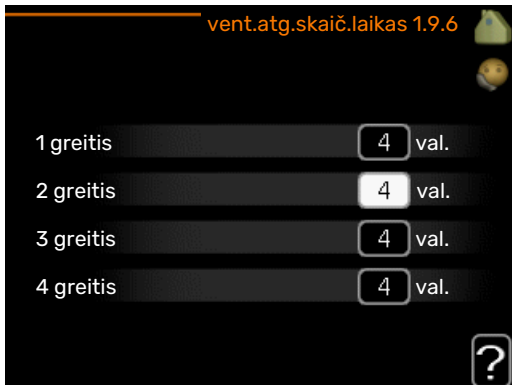 vent.atg.skaič.laikas 1.9.6
1 greitis 4 val.
2 greitis 4 val.
3 greitis 4 val.
4 greitis 4 val.
?